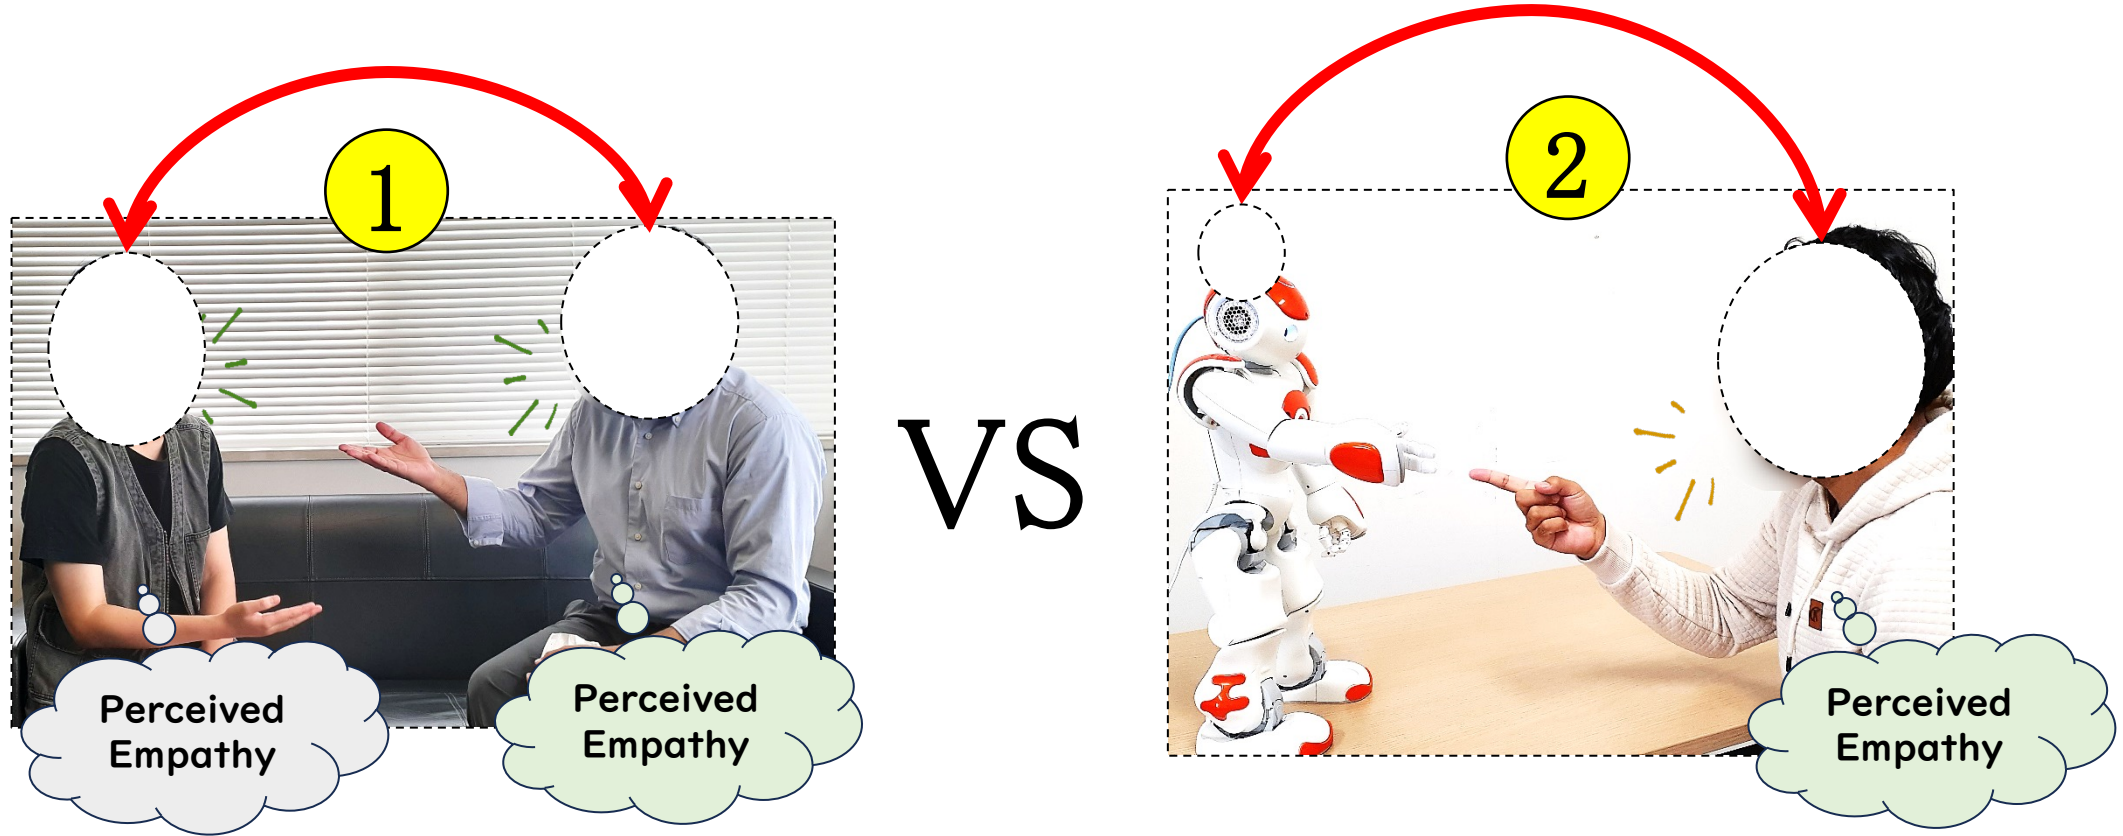 1
2
VS
Perceived
Empathy
Perceived
Empathy
Perceived
Empathy